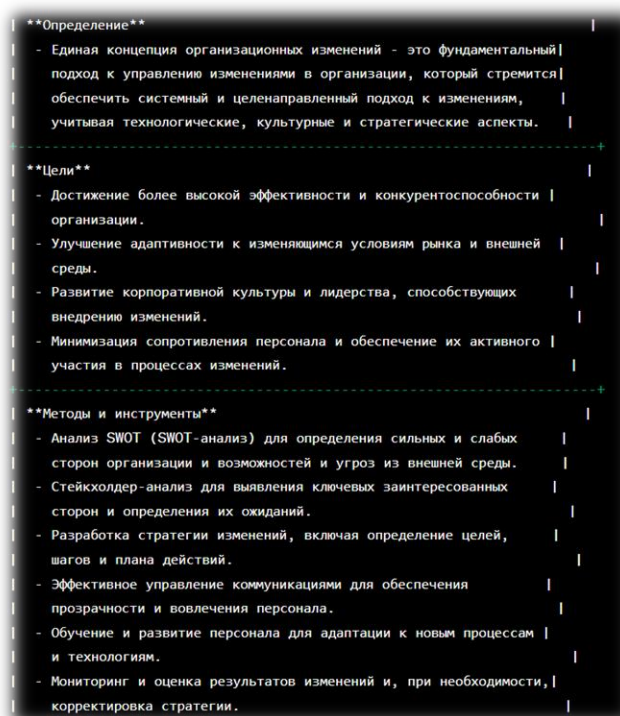 | **Определение** |
| - Единая концепция организационных изменений - это фундаментальный|
| подход к управлению изменениями в организации, который стремится|
| обеспечить системный и целенаправленный подход к изменениям, |
| учитывая технологические, культурные и стратегические аспекты. |
+------------------------------------------------------------------+
| **Цели** |
| - Достижение более высокой эффективности и конкурентоспособности |
| организации. |
| - Улучшение адаптивности к изменяющимся условиям рынка и внешней |
| среды. |
| - Развитие корпоративной культуры и лидерства, способствующих |
| внедрению изменений. |
| - Минимизация сопротивления персонала и обеспечение их активного |
| участия в процессах изменений. |
+------------------------------------------------------------------+
| **Методы и инструменты** |
| - Анализ SWOT (SWOT-анализ) для определения сильных и слабых |
| сторон организации и возможностей и угроз из внешней среды. |
| - Стейкхолдер-анализ для выявления ключевых заинтересованных |
| сторон и определения их ожиданий. |
| - Разработка стратегии изменений, включая определение целей, |
| шагов и плана действий. |
| - Эффективное управление коммуникациями для обеспечения |
| прозрачности и вовлечения персонала. |
| - Обучение и развитие персонала для адаптации к новым процессам |
| и технологиям. |
| - Мониторинг и оценка результатов изменений и, при необходимости,|
| корректировка стратегии. |